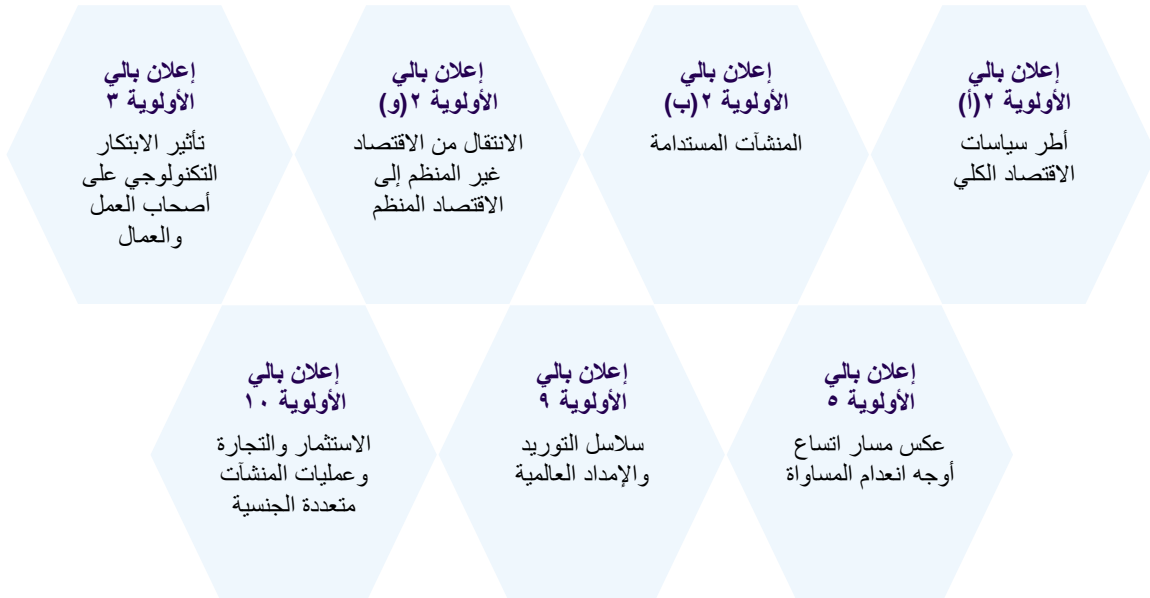 إعلان بالي
الأولوية ٢(أ)
أطر سياسات
الاقتصاد الكلي
إعلان بالي
الأولوية ٢(ب)
المنشآت المستدامة
إعلان بالي
الأولوية ٢(و)
الانتقال من الاقتصاد
غير المنظم إلى
الاقتصاد المنظم
إعلان بالي
الأولوية ٣
تأثير الابتكار
التكنولوجي على
أصحاب العمل
والعمال
إعلان بالي
الأولوية ٥
عكس مسار اتساع
أوجه انعدام المساواة
إعلان بالي
الأولوية ٩
سلاسل التوريد
والإمداد العالمية
إعلان بالي
الأولوية ١٠
الاستثمار والتجارة
وعمليات المنشآت
متعددة الجنسية